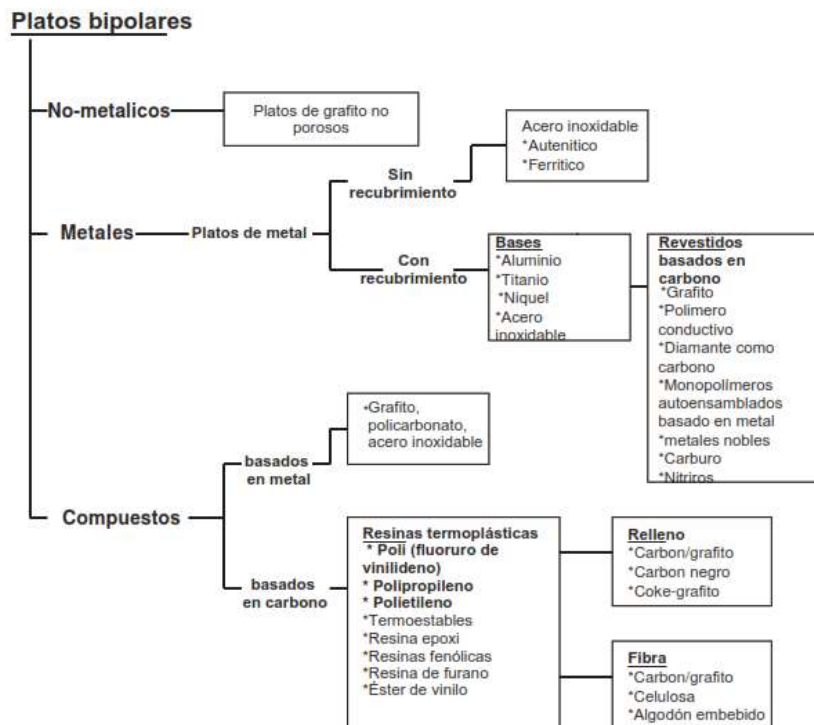 Platos bipolares
No-metalicos
Platos de grafito no
porosos
Metales
Platos de metal
Sin
recubrimiento
Acero inoxidable
*Autenitico
*Ferritico
Con
recubrimiento
Bases
*Aluminio
*Titanio
*Niquel
*Acero
inoxidable
Revestidos
basados en
carbono
*Grafito
*Polimero
conductivo
*Diamante como
carbono
*Monopolímeros
autoensamblados
basado en metal
*metales nobles
*Carburo
*Nitriros
Compuestos
basados
en metal
*Grafito,
policarbonato,
acero inoxidable
basados
en carbono
Resinas termoplásticas
* Poli (fluoruro de
vinilideno)
* Polipropileno
* Polietileno
*Termoestables
*Resina epoxi
*Resinas fenólicas
*Resina de furano
*Éster de vinilo
Relleno
*Carbon/grafito
*Carbon negro
*Coke-grafito
Fibra
*Carbon/grafito
*Celulosa
*Algodón embebido